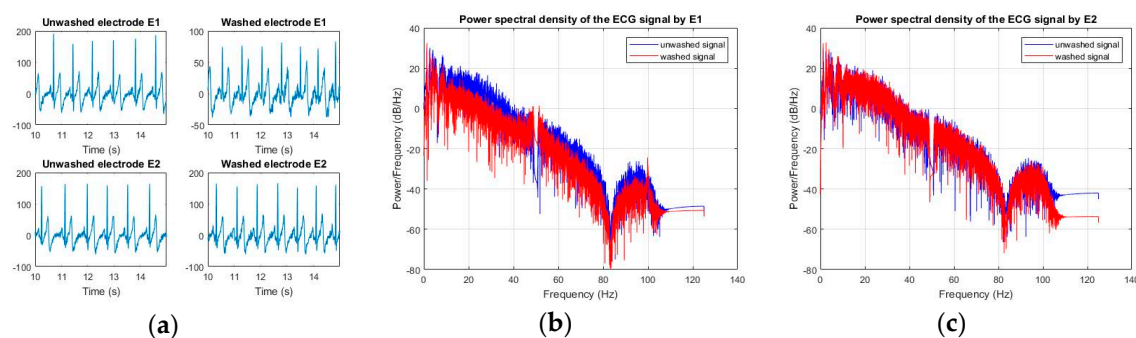 Unwashed electrode E1
200
100
0
-100
10 11 12 13 14
Time (s)
Washed electrode E1
100
50
0
-50
10 11 12 13 14
Time (s)
Unwashed electrode E2
200
100
0
-100
10 11 12 13 14
Time (s)
Washed electrode E2
200
100
0
-100
10 11 12 13 14
Time (s)
(a)
Power spectral density of the ECG signal by E1
unwashed signal
washed signal
Power/Frequency (dB/Hz)
40
20
0
-20
-40
-60
-80
0 20 40 60 80 100 120 140
Frequency (Hz)
(b)
Power spectral density of the ECG signal by E2
unwashed signal
washed signal
Power/Frequency (dB/Hz)
40
20
0
-20
-40
-60
-80
0 20 40 60 80 100 120 140
Frequency (Hz)
(c)